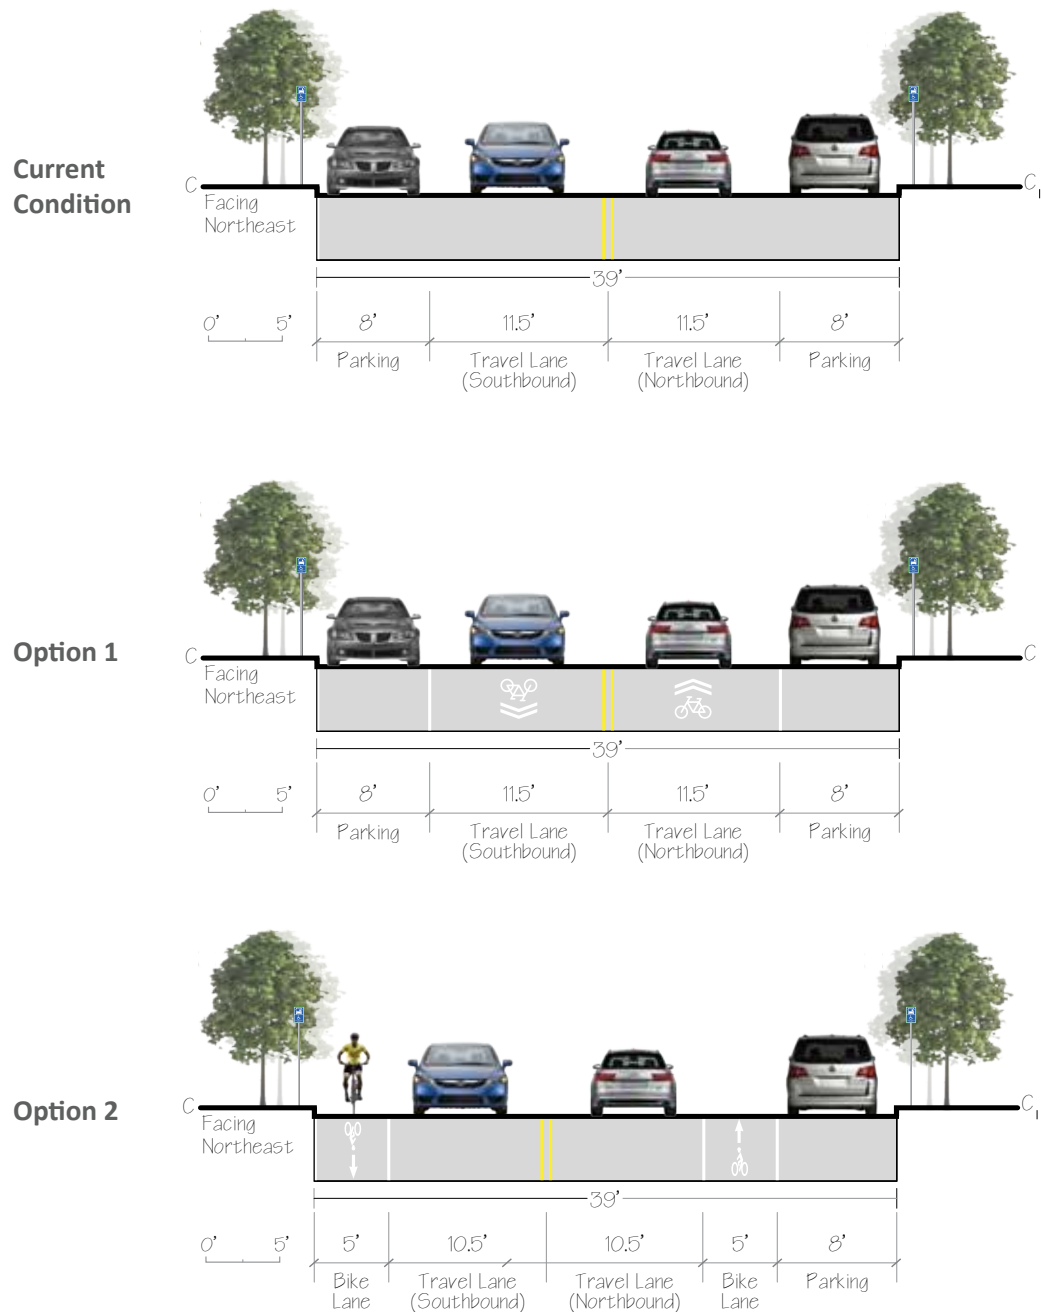 Current
Condition
C
Facing
Northeast
C
39'
0' 5' 8' 11.5' 11.5' 8'
Parking Travel Lane Travel Lane Parking
(Southbound) (Northbound)
Option 1
C
Facing
Northeast
C
39'
0' 5' 8' 11.5' 11.5' 8'
Parking Travel Lane Travel Lane Parking
(Southbound) (Northbound)
Option 2
C
Facing
Northeast
C
39'
0' 5' 5' 10.5' 10.5' 5' 8'
Bike Travel Lane Travel Lane Bike Parking
Lane (Southbound) (Northbound) Lane